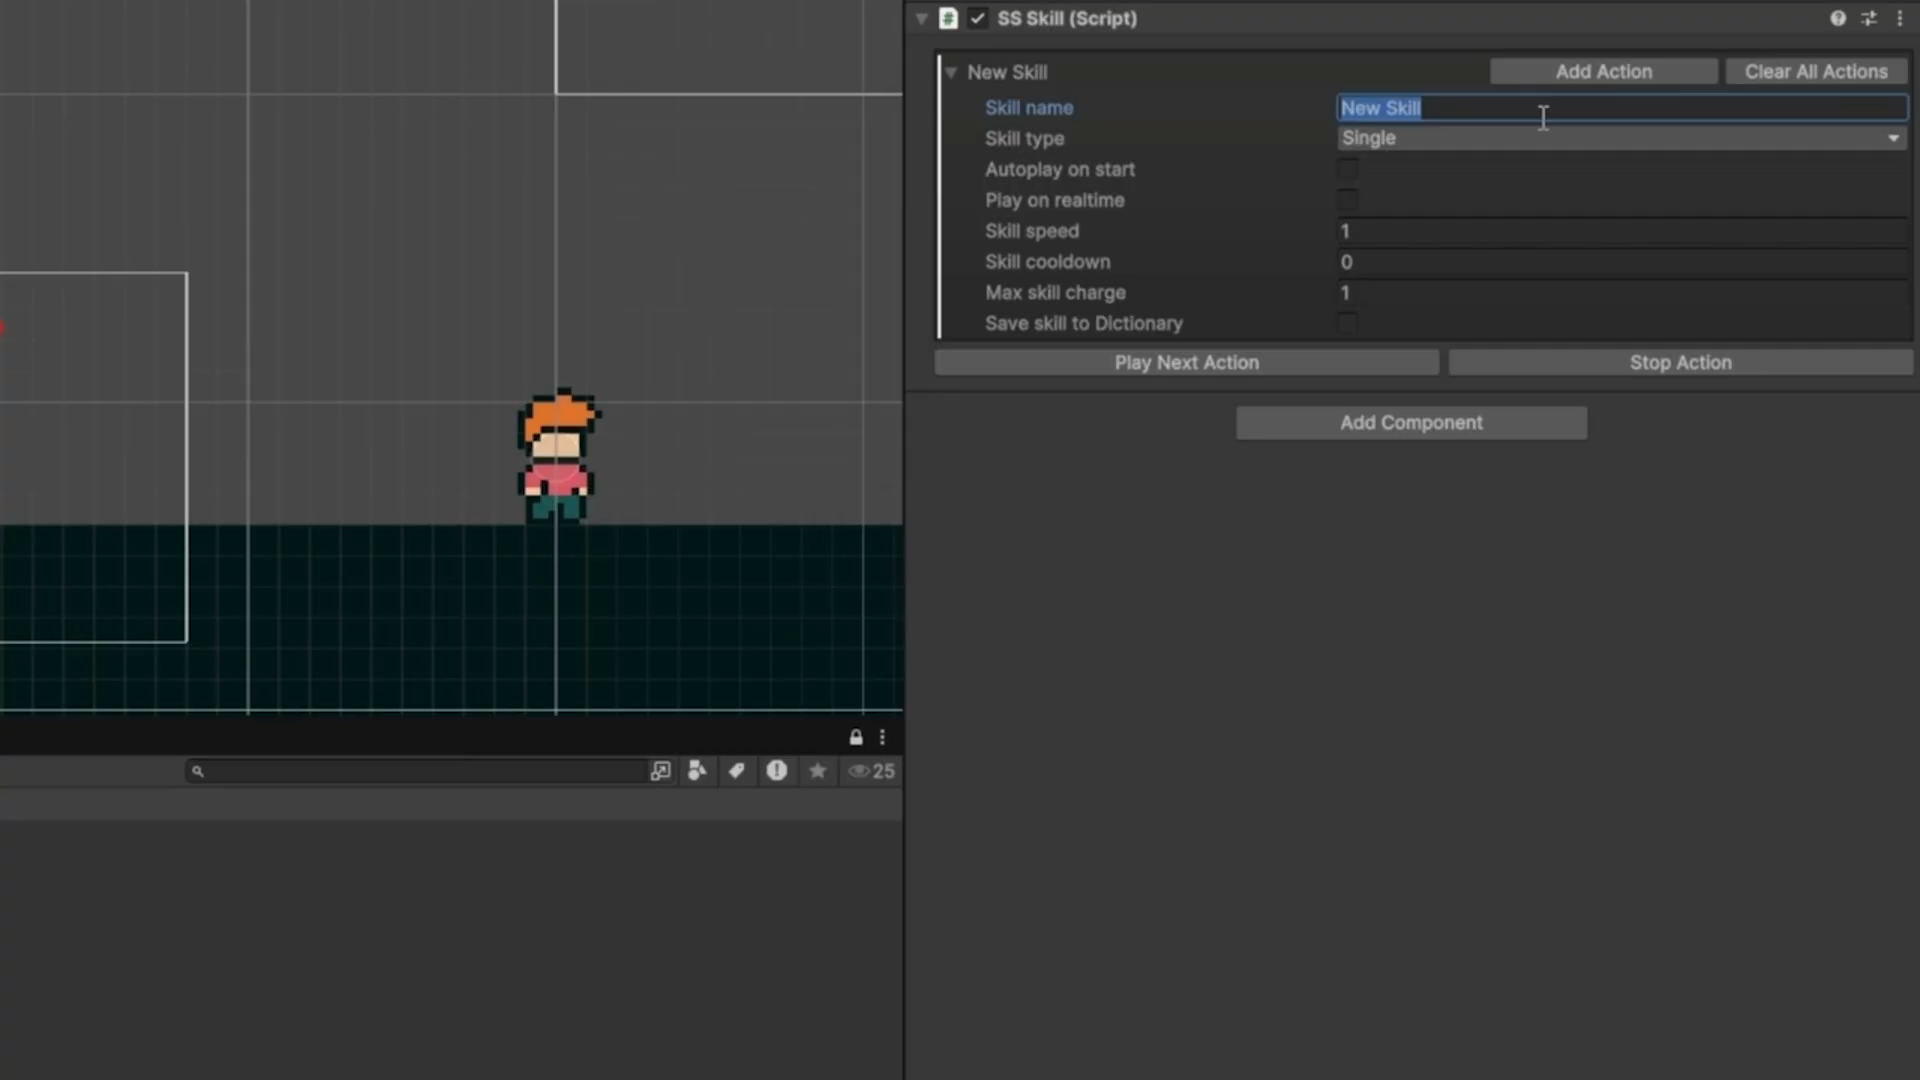 SS Skill (Script)
New Skill
Add Action
Clear All Actions
Skill name
New Skill
Skill type
Single
Autoplay on start
Play on realtime
Skill speed
1
Skill cooldown
0
Max skill charge
1
Save skill to Dictionary
Play Next Action
Stop Action
Add Component
25